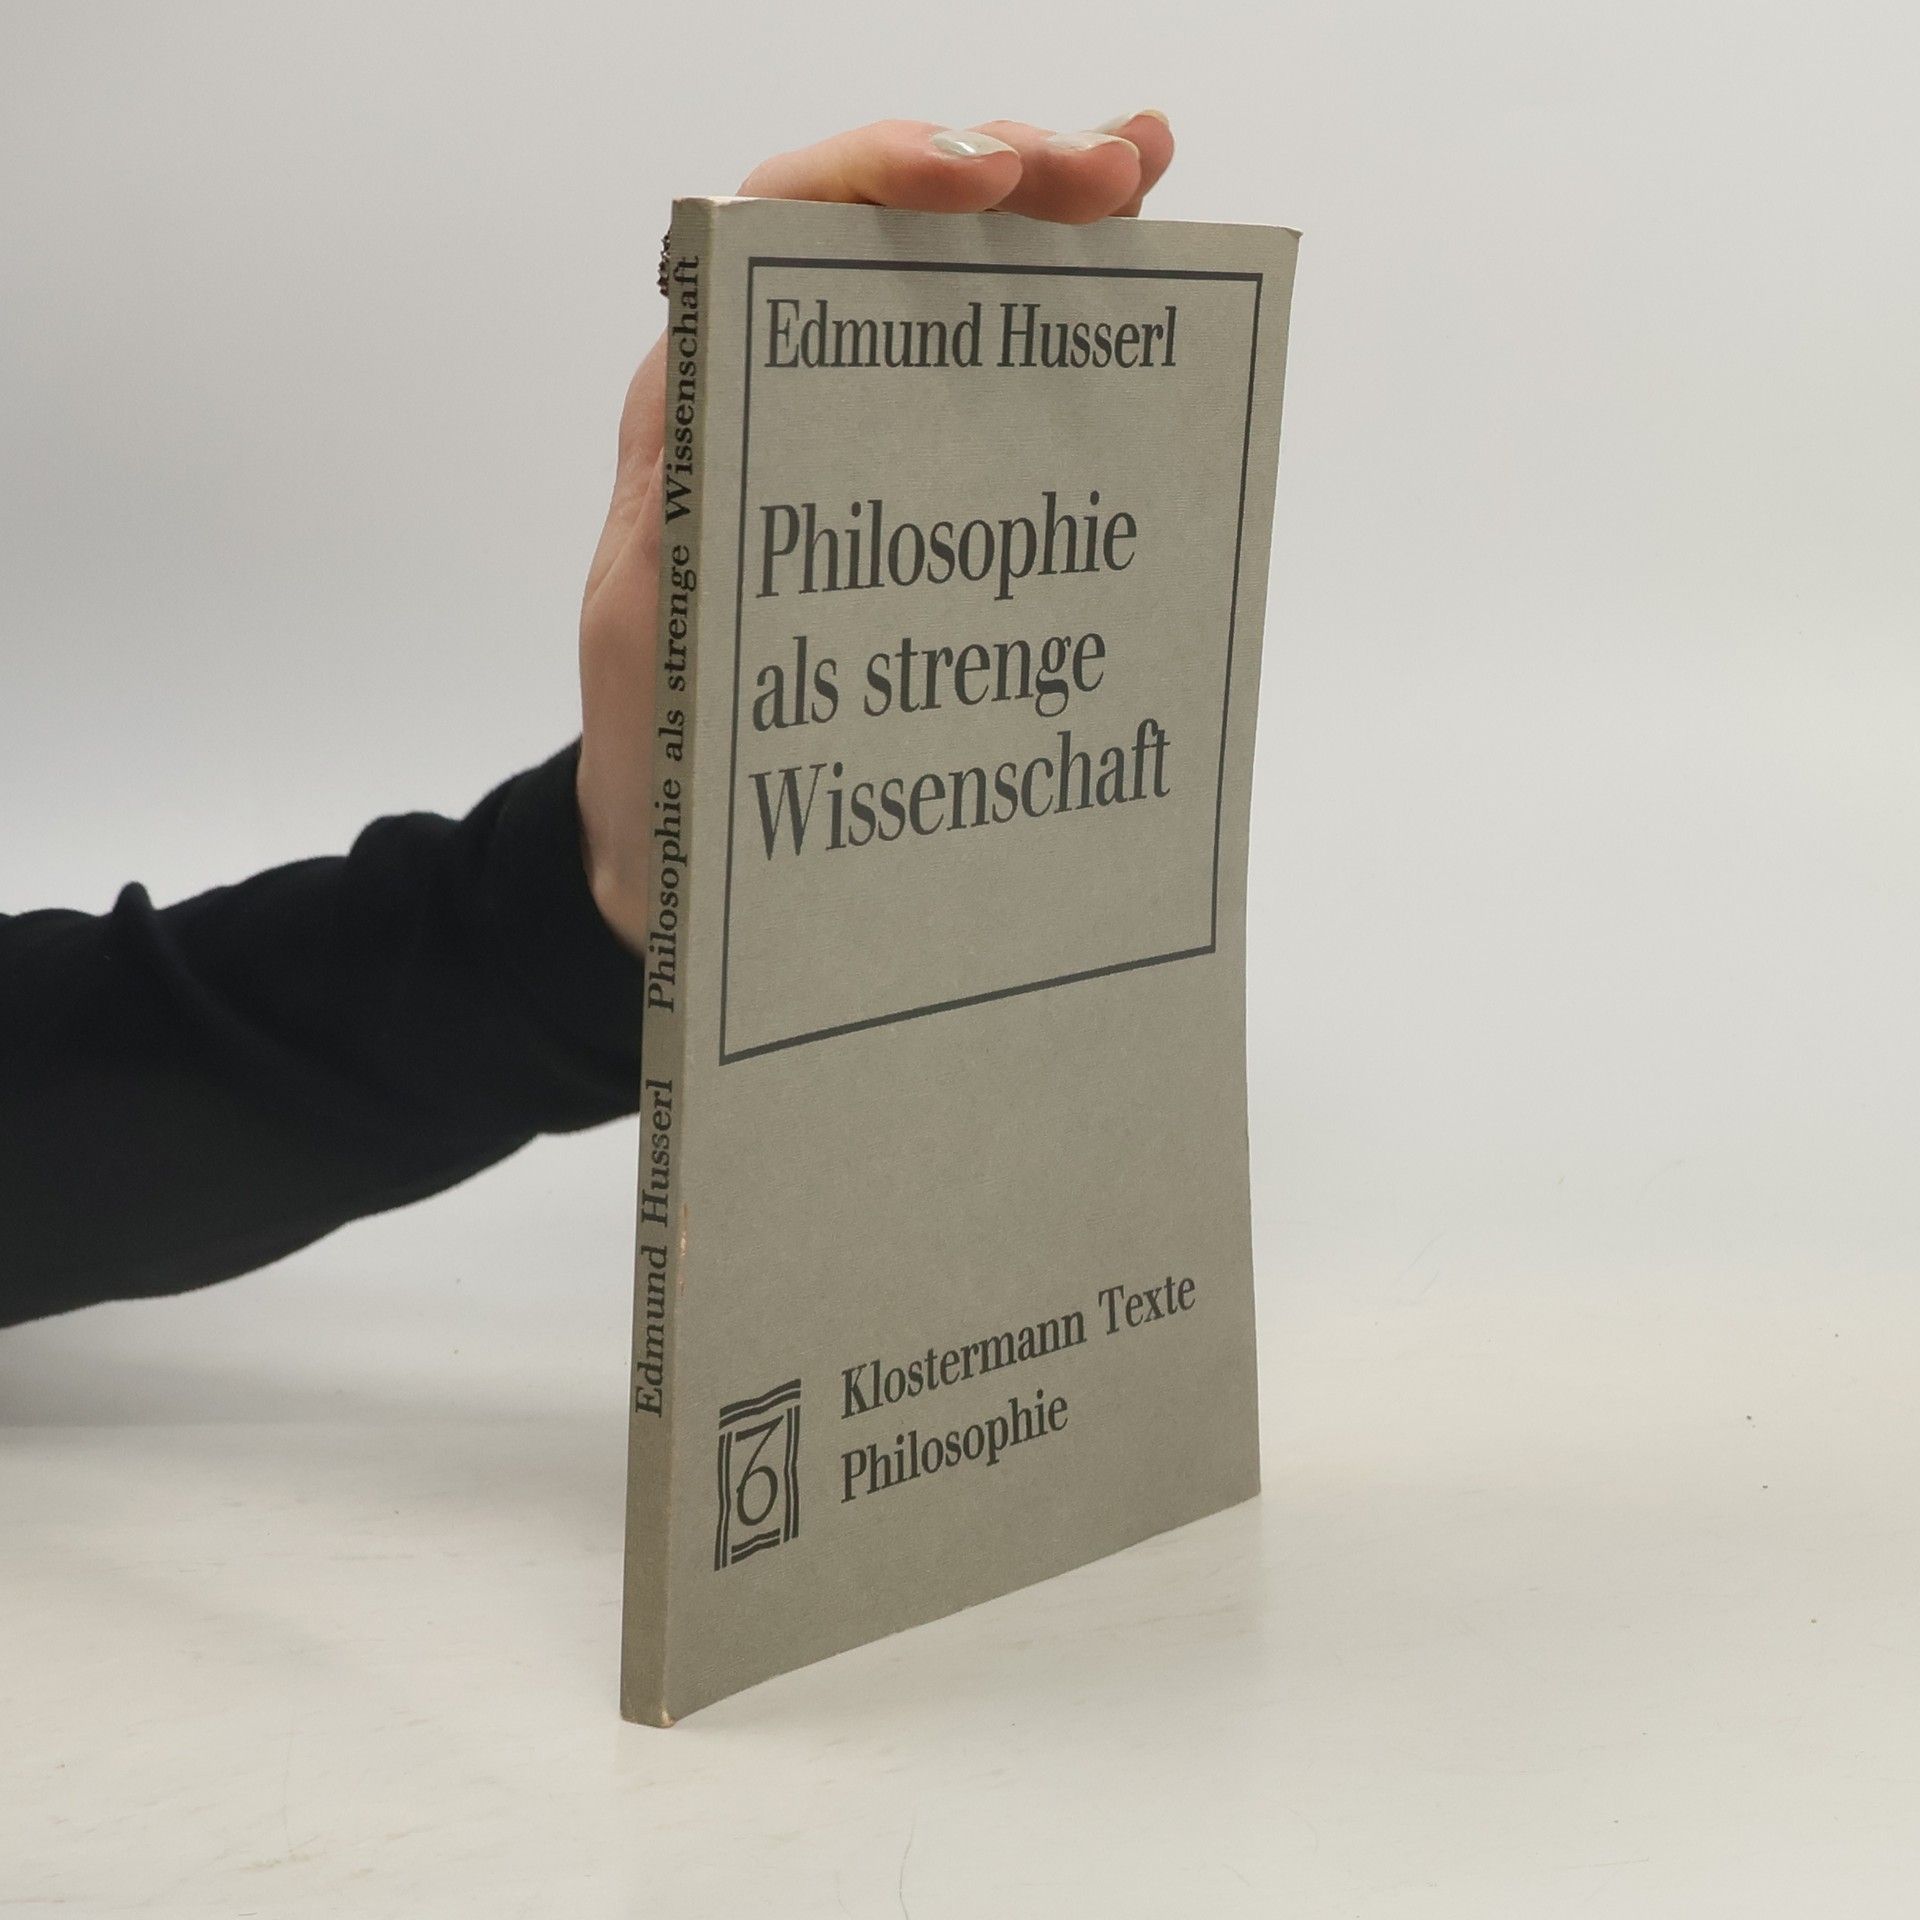 Edmund Husserl
Philosophie
als strenge
Wissenschaft
Klostermann Texte
Philosophie
Edmund Husserl Philosophie als strenge Wissenschaft